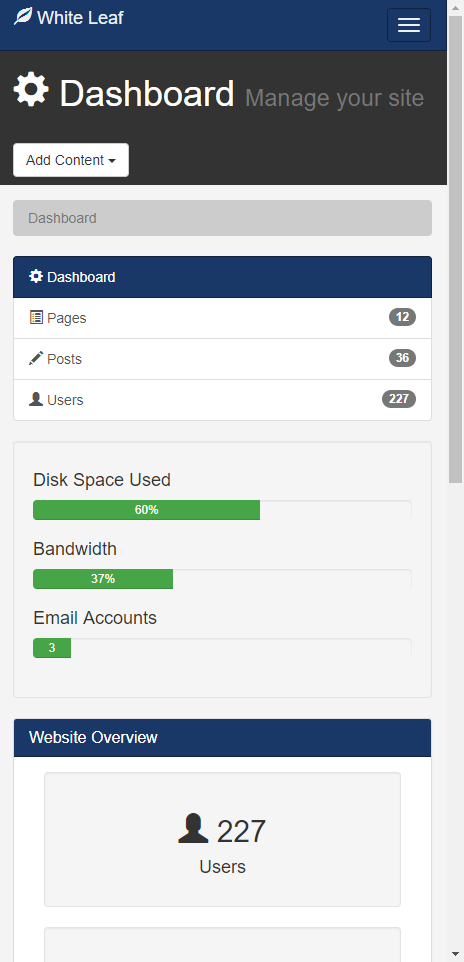 White Leaf
Dashboard Manage your site
Add Content
Dashboard
Dashboard
Pages 12
Posts 36
Users 227
Disk Space Used
60%
Bandwidth
37%
Email Accounts
3
Website Overview
227
Users